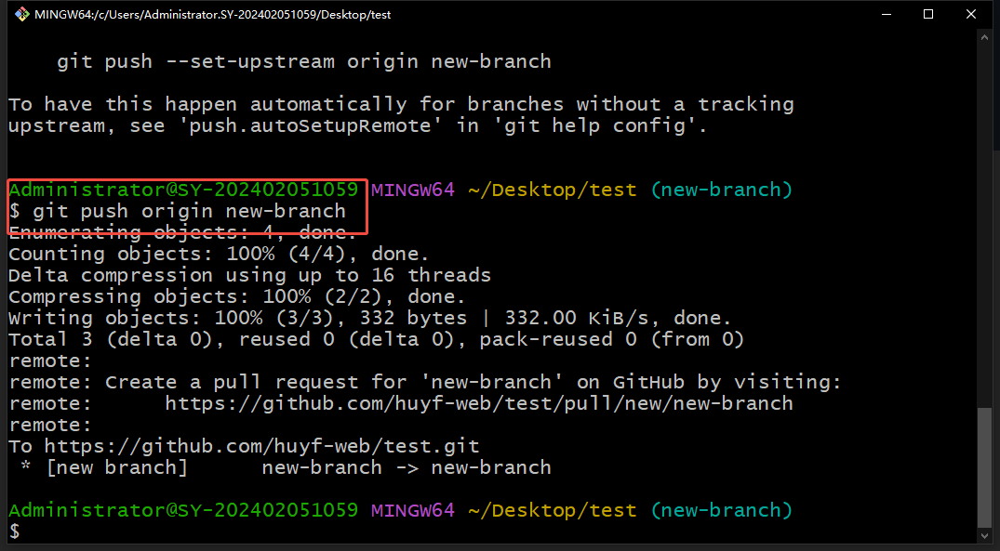 MINGW64:/c/Users/Administrator.SY-202402051059/Desktop/test
git push --set-upstream origin new-branch
To have this happen automatically for branches without a tracking
upstream, see 'push.autoSetupRemote' in 'git help config'.
Administrator@SY-202402051059 MINGW64 ~/Desktop/test (new-branch)
$ git push origin new-branch
Enumerating objects: 4, done.
Counting objects: 100% (4/4), done.
Delta compression using up to 16 threads
Compressing objects: 100% (2/2), done.
Writing objects: 100% (3/3), 332 bytes | 332.00 KiB/s, done.
Total 3 (delta 0), reused 0 (delta 0), pack-reused 0 (from 0)
remote:
remote: Create a pull request for 'new-branch' on GitHub by visiting:
remote:      https://github.com/huyf-web/test/pull/new/new-branch
remote:
To https://github.com/huyf-web/test.git
 * [new branch]      new-branch -> new-branch
Administrator@SY-202402051059 MINGW64 ~/Desktop/test (new-branch)
$